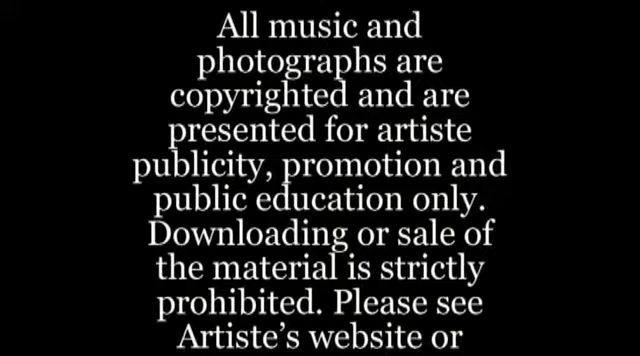 All music and
photographs are
copyrighted and are
presented for artiste
publicity, promotion and
public education only.
Downloading or sale of
the material is strictly
prohibited. Please see
Artiste's website or